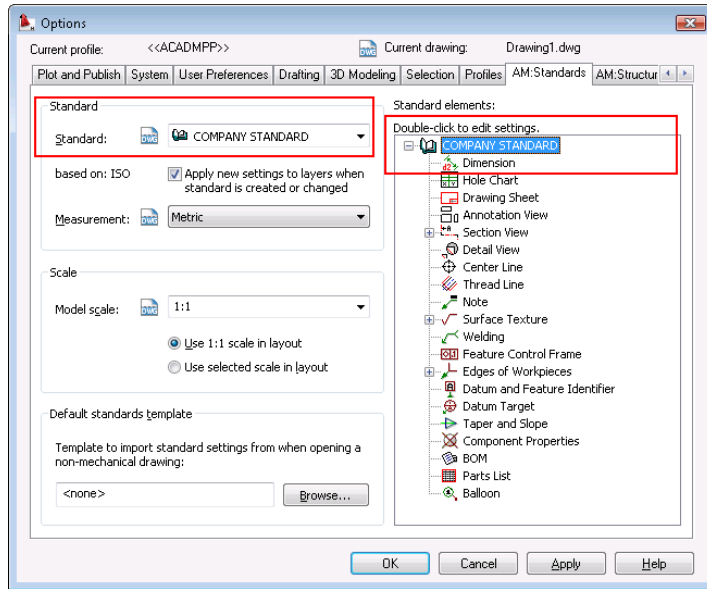 Options
Current profile: <<ACADMPP>> DWG Current drawing: Drawing1.dwg
Plot and Publish System User Preferences Drafting 3D Modeling Selection Profiles AM:Standards AM:Structur
Standard
Standard: DWG COMPANY STANDARD
based on: ISO
Apply new settings to layers when
standard is created or changed
Measurement: DWG Metric
Scale
Model scale: DWG 1:1
Use 1:1 scale in layout
Use selected scale in layout
Default standards template
Template to import standard settings from when opening a
non-mechanical drawing:
<none> Browse...
Standard elements:
Double-click to edit settings.
COMPANY STANDARD
Dimension
Hole Chart
Drawing Sheet
Annotation View
Section View
Detail View
Center Line
Thread Line
Note
Surface Texture
Welding
Feature Control Frame
Edges of Workpieces
Datum and Feature Identifier
Datum Target
Taper and Slope
Component Properties
BOM
Parts List
Balloon
OK Cancel Apply Help